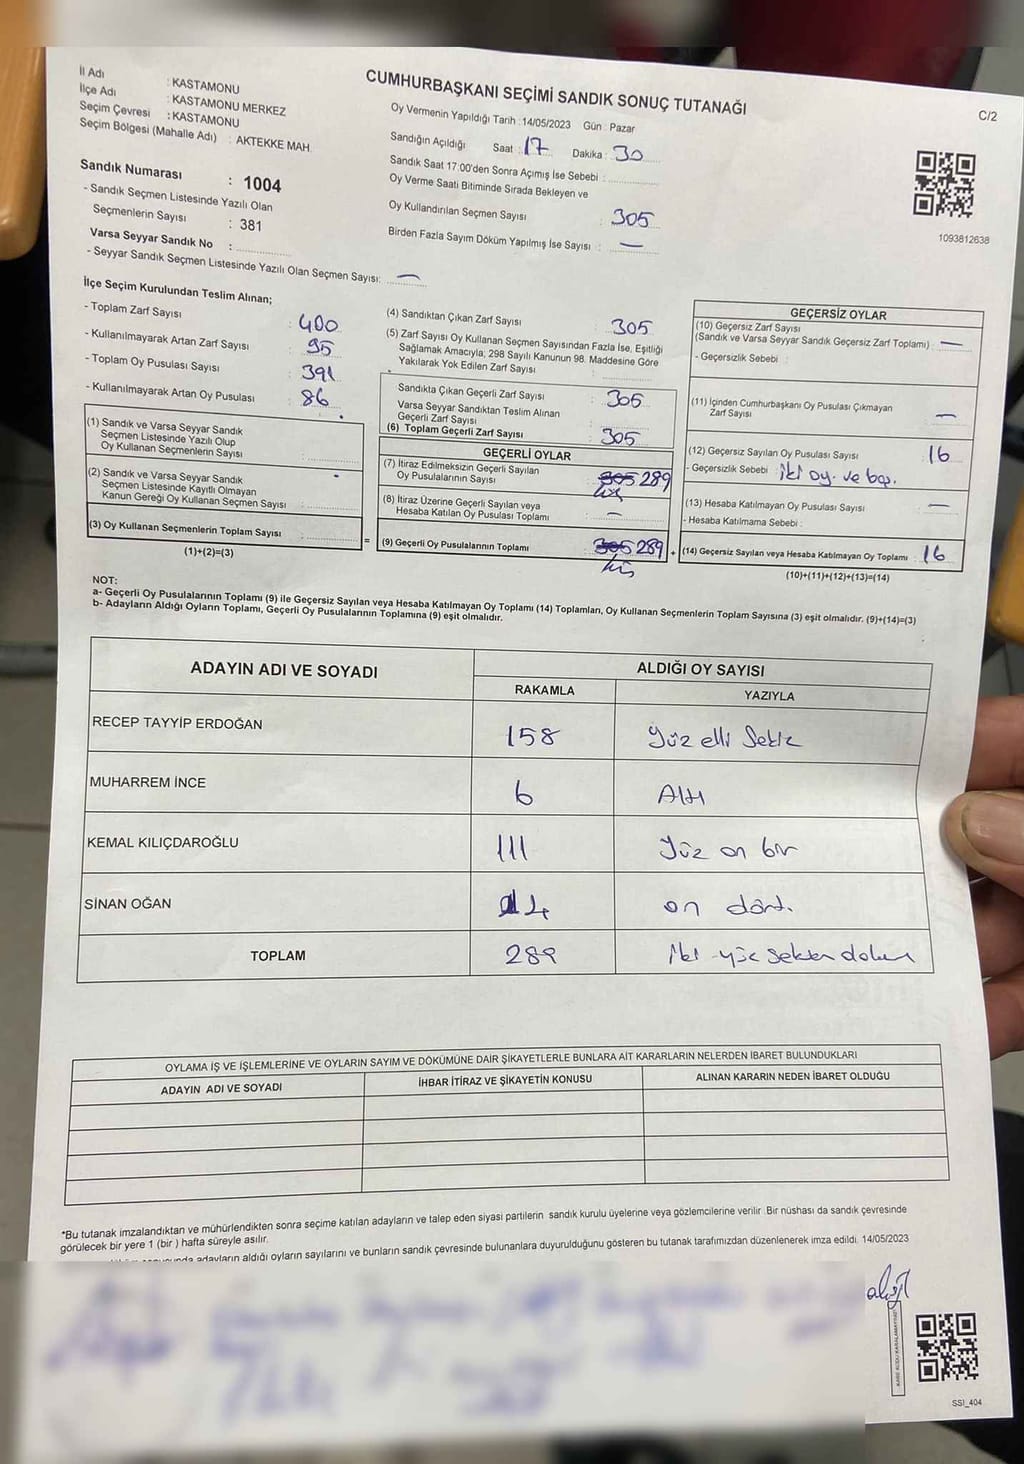 CUMHURBAŞKANI SEÇİMİ SANDIK SONUÇ TUTANAĞI
C/2
İl Adı : KASTAMONU
İlçe Adı : KASTAMONU MERKEZ
Seçim Çevresi : KASTAMONU
Seçim Bölgesi (Mahalle Adı) : AKTEKKE MAH.
Oy Vermenin Yapıldığı Tarih : 14/05/2023 Gün : Pazar
Sandığın Açıldığı Saat : 17 Dakika : 30
Sandık Saat 17:00'den Sonra Açımış İse Sebebi :
Oy Verme Saati Bitiminde Sırada Bekleyen ve
Oy Kullandırılan Seçmen Sayısı : 305
Birden Fazla Sayım Döküm Yapılmış İse Sayısı : —
1093812638
Sandık Numarası : 1004
- Sandık Seçmen Listesinde Yazılı Olan
Seçmenlerin Sayısı : 381
Varsa Seyyar Sandık No :
- Seyyar Sandık Seçmen Listesinde Yazılı Olan Seçmen Sayısı: —
İlçe Seçim Kurulundan Teslim Alınan;
- Toplam Zarf Sayısı : 400
- Kullanılmayarak Artan Zarf Sayısı : 95
- Toplam Oy Pusulası Sayısı : 391
- Kullanılmayarak Artan Oy Pusulası : 86
(1) Sandık ve Varsa Seyyar Sandık
Seçmen Listesinde Yazılı Olup
Oy Kullanan Seçmenlerin Sayısı :
(2) Sandık ve Varsa Seyyar Sandık
Seçmen Listesinde Kayıtlı Olmayan
Kanun Gereği Oy Kullanan Seçmen Sayısı :
(3) Oy Kullanan Seçmenlerin Toplam Sayısı :
(1)+(2)=(3)
(4) Sandıktan Çıkan Zarf Sayısı : 305
(5) Zarf Sayısı Oy Kullanan Seçmen Sayısından Fazla İse, Eşitliği
Sağlamak Amacıyla; 298 Sayılı Kanunun 98. Maddesine Göre
Yakılarak Yok Edilen Zarf Sayısı :
Sandıkta Çıkan Geçerli Zarf Sayısı : 305
Varsa Seyyar Sandıktan Teslim Alınan
Geçerli Zarf Sayısı :
(6) Toplam Geçerli Zarf Sayısı : 305
GEÇERLİ OYLAR
(7) İtiraz Edilmeksizin Geçerli Sayılan
Oy Pusulalarının Sayısı : 305 289
(8) İtiraz Üzerine Geçerli Sayılan veya
Hesaba Katılan Oy Pusulası Toplamı : —
(9) Geçerli Oy Pusulalarının Toplamı : 305 289
=
+
GEÇERSİZ OYLAR
(10) Geçersiz Zarf Sayısı
(Sandık ve Varsa Seyyar Sandık Geçersiz Zarf Toplamı) : —
- Geçersizlik Sebebi :
(11) İçinden Cumhurbaşkanı Oy Pusulası Çıkmayan
Zarf Sayısı : —
(12) Geçersiz Sayılan Oy Pusulası Sayısı : 16
- Geçersizlik Sebebi : iki oy. ve boş.
(13) Hesaba Katılmayan Oy Pusulası Sayısı : —
- Hesaba Katılmama Sebebi :
(14) Geçersiz Sayılan veya Hesaba Katılmayan Oy Toplamı : 16
(10)+(11)+(12)+(13)=(14)
NOT:
a- Geçerli Oy Pusulalarının Toplamı (9) ile Geçersiz Sayılan veya Hesaba Katılmayan Oy Toplamı (14) Toplamları, Oy Kullanan Seçmenlerin Toplam Sayısına (3) eşit olmalıdır. (9)+(14)=(3)
b- Adayların Aldığı Oyların Toplamı, Geçerli Oy Pusulalarının Toplamına (9) eşit olmalıdır.
ADAYIN ADI VE SOYADI ALDIĞI OY SAYISI
RAKAMLA YAZIYLA
RECEP TAYYİP ERDOĞAN 158 Yüz elli Sekiz
MUHARREM İNCE 6 Altı
KEMAL KILIÇDAROĞLU 111 Yüz on bir
SİNAN OĞAN 14 on dört.
TOPLAM 289 iki yüz seksen dokuz
OYLAMA İŞ VE İŞLEMLERİNE VE OYLARIN SAYIM VE DÖKÜMÜNE DAİR ŞİKAYETLERLE BUNLARA AİT KARARLARIN NELERDEN İBARET BULUNDUKLARI
ADAYIN ADI VE SOYADI İHBAR İTİRAZ VE ŞİKAYETİN KONUSU ALINAN KARARIN NEDEN İBARET OLDUĞU
*Bu tutanak imzalandıktan ve mühürlendikten sonra seçime katılan adayların ve talep eden siyasi partilerin sandık kurulu üyelerine veya gözlemcilerine verilir. Bir nüshası da sandık çevresinde
görülecek bir yere 1 (bir ) hafta süreyle asılır.
adayların aldığı oyların sayılarını ve bunların sandık çevresinde bulunanlara duyurulduğunu gösteren bu tutanak tarafımızdan düzenlenerek imza edildi. 14/05/2023
KARE KODU KARALAMAYINIZ!
SSI_404